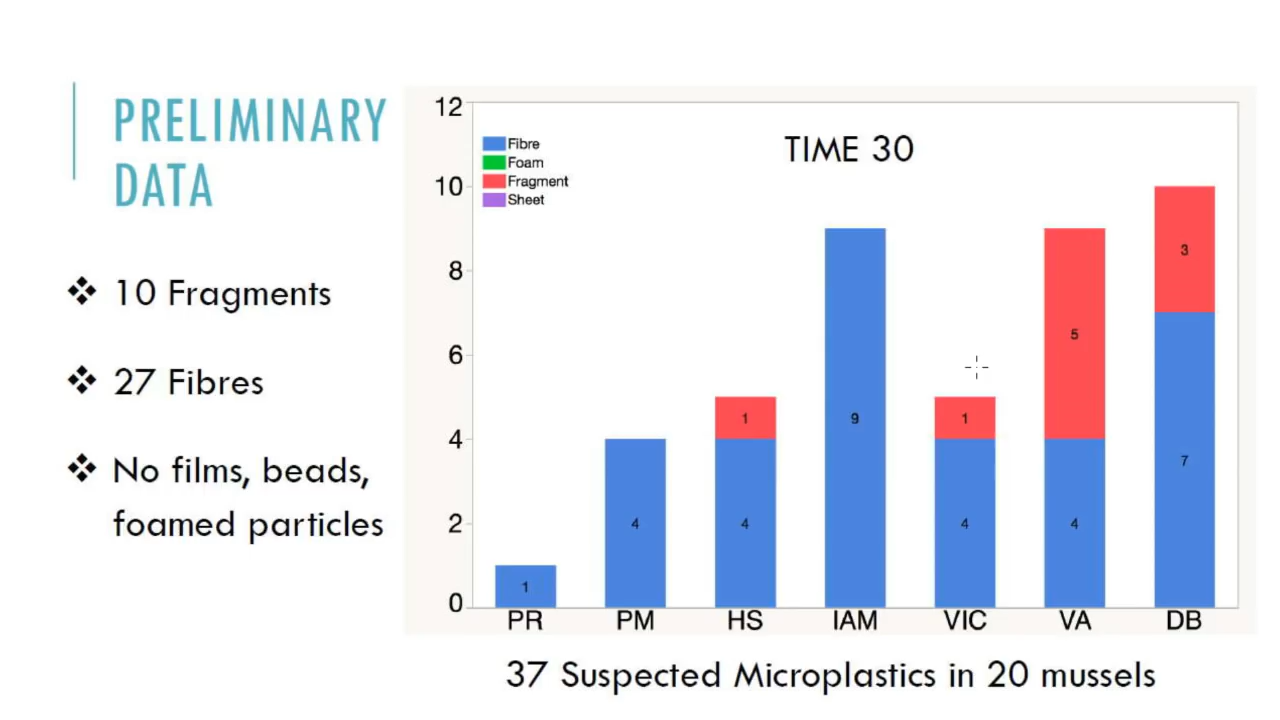 PRELIMINARY
DATA
❖ 10 Fragments
❖ 27 Fibres
❖ No films, beads,
foamed particles
TIME 30
Fibre
Foam
Fragment
Sheet
12
10
8
6
4
2
0
1
4
1
4
9
1
4
5
4
3
7
PR PM HS IAM VIC VA DB
37 Suspected Microplastics in 20 mussels